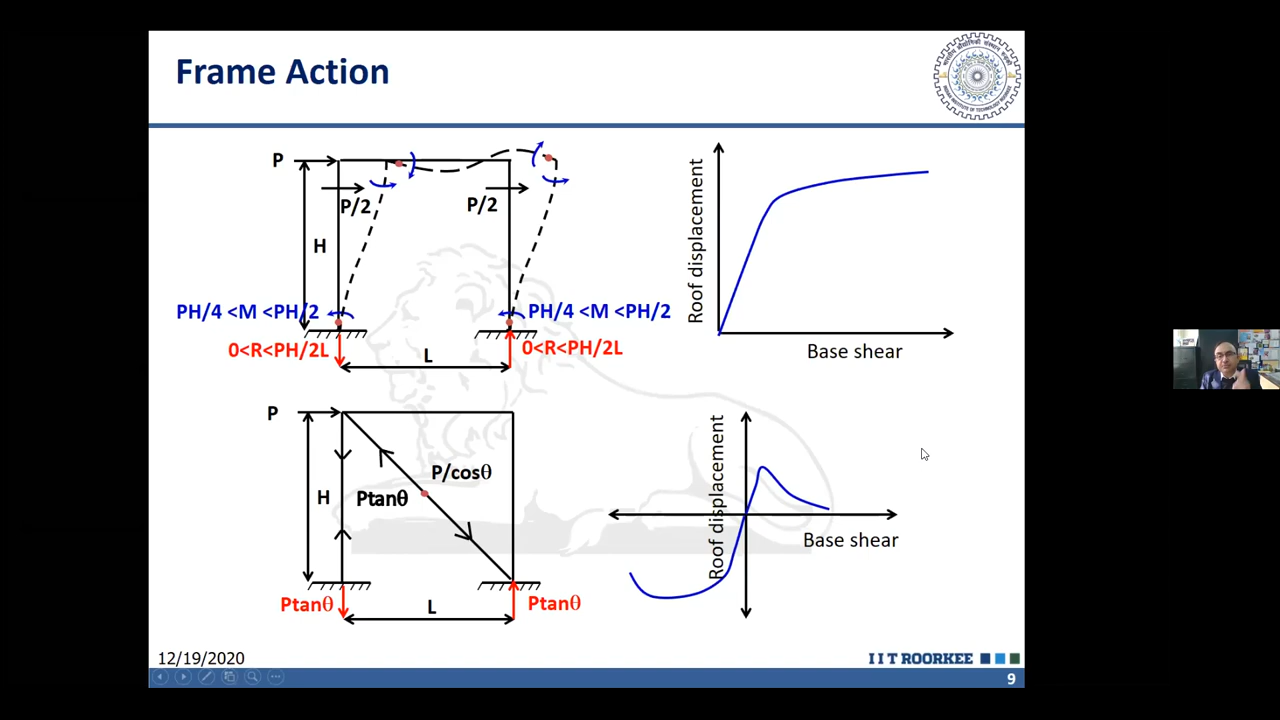 Frame Action
P
P/2
P/2
H
PH/4 <M <PH/2
PH/4 <M <PH/2
0<R<PH/2L
0<R<PH/2L
L
Roof displacement
Base shear
P
P/cosθ
Ptanθ
H
Ptanθ
Ptanθ
L
Roof displacement
Base shear
12/19/2020
I I T ROORKEE
9